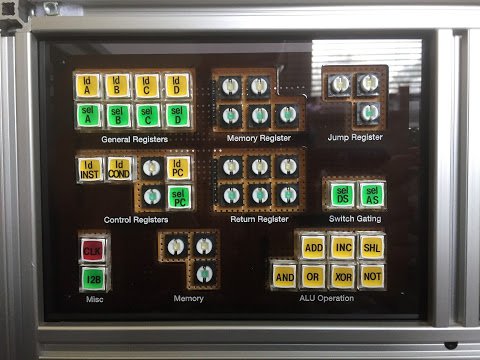 ld A ld B ld C ld D
sel A sel B sel C sel D
General Registers
Memory Register
Jump Register
ld INST ld COND ld PC
sel PC
Control Registers
Return Register
sel DS sel AS
Switch Gating
CLK
I2B
Misc
Memory
ADD INC SHL
AND OR XOR NOT
ALU Operation